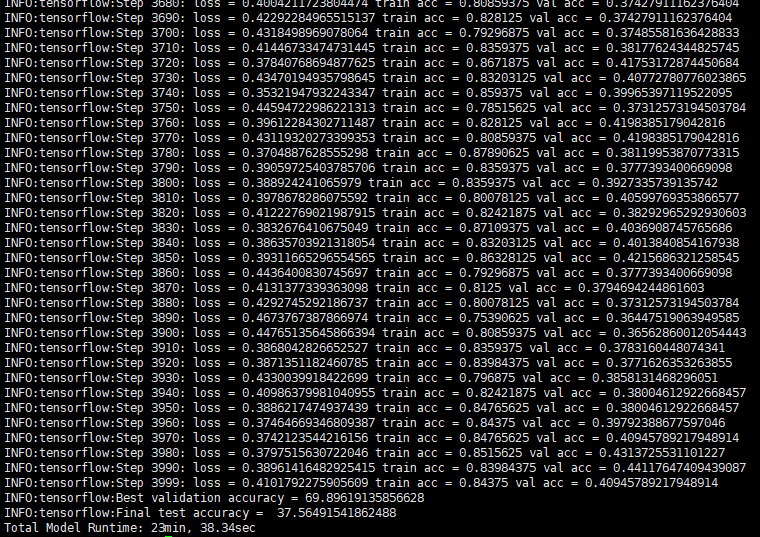 INFO:tensorflow:Step 3680: loss = 0.4004211723804474 train acc = 0.80859375 val acc = 0.37427911162376404
INFO:tensorflow:Step 3690: loss = 0.42292284965515137 train acc = 0.828125 val acc = 0.37427911162376404
INFO:tensorflow:Step 3700: loss = 0.4318499969078064 train acc = 0.79296875 val acc = 0.37485581636428833
INFO:tensorflow:Step 3710: loss = 0.41446733474731445 train acc = 0.8359375 val acc = 0.38177624344825745
INFO:tensorflow:Step 3720: loss = 0.37840768694877625 train acc = 0.8671875 val acc = 0.41753172874450684
INFO:tensorflow:Step 3730: loss = 0.43470194935798645 train acc = 0.83203125 val acc = 0.40772780776023865
INFO:tensorflow:Step 3740: loss = 0.35321947932243347 train acc = 0.859375 val acc = 0.39965397119522095
INFO:tensorflow:Step 3750: loss = 0.44594722986221313 train acc = 0.78515625 val acc = 0.37312573194503784
INFO:tensorflow:Step 3760: loss = 0.39612284302711487 train acc = 0.828125 val acc = 0.4198385179042816
INFO:tensorflow:Step 3770: loss = 0.43119320273399353 train acc = 0.80859375 val acc = 0.4198385179042816
INFO:tensorflow:Step 3780: loss = 0.3704887628555298 train acc = 0.87890625 val acc = 0.38119953870773315
INFO:tensorflow:Step 3790: loss = 0.39059725403785706 train acc = 0.8359375 val acc = 0.3777393400669098
INFO:tensorflow:Step 3800: loss = 0.388924241065979 train acc = 0.8359375 val acc = 0.3927335739135742
INFO:tensorflow:Step 3810: loss = 0.3978678286075592 train acc = 0.80078125 val acc = 0.40599769353866577
INFO:tensorflow:Step 3820: loss = 0.41222769021987915 train acc = 0.82421875 val acc = 0.38292965292930603
INFO:tensorflow:Step 3830: loss = 0.3832676410675049 train acc = 0.87109375 val acc = 0.4036908745765686
INFO:tensorflow:Step 3840: loss = 0.38635703921318054 train acc = 0.83203125 val acc = 0.4013840854167938
INFO:tensorflow:Step 3850: loss = 0.39311665296554565 train acc = 0.86328125 val acc = 0.4215686321258545
INFO:tensorflow:Step 3860: loss = 0.4436400830745697 train acc = 0.79296875 val acc = 0.3777393400669098
INFO:tensorflow:Step 3870: loss = 0.4131377339363098 train acc = 0.8125 val acc = 0.3794694244861603
INFO:tensorflow:Step 3880: loss = 0.4292745292186737 train acc = 0.80078125 val acc = 0.37312573194503784
INFO:tensorflow:Step 3890: loss = 0.4673767387866974 train acc = 0.75390625 val acc = 0.36447519063949585
INFO:tensorflow:Step 3900: loss = 0.44765135645866394 train acc = 0.80859375 val acc = 0.36562860012054443
INFO:tensorflow:Step 3910: loss = 0.3868042826652527 train acc = 0.8359375 val acc = 0.3783160448074341
INFO:tensorflow:Step 3920: loss = 0.3871351182460785 train acc = 0.83984375 val acc = 0.3771626353263855
INFO:tensorflow:Step 3930: loss = 0.4330039918422699 train acc = 0.796875 val acc = 0.3858131468296051
INFO:tensorflow:Step 3940: loss = 0.40986379981040955 train acc = 0.82421875 val acc = 0.38004612922668457
INFO:tensorflow:Step 3950: loss = 0.3886217474937439 train acc = 0.84765625 val acc = 0.38004612922668457
INFO:tensorflow:Step 3960: loss = 0.37464669346809387 train acc = 0.84375 val acc = 0.39792388677597046
INFO:tensorflow:Step 3970: loss = 0.3742123544216156 train acc = 0.84765625 val acc = 0.40945789217948914
INFO:tensorflow:Step 3980: loss = 0.3797515630722046 train acc = 0.8515625 val acc = 0.4313725531101227
INFO:tensorflow:Step 3990: loss = 0.38961416482925415 train acc = 0.83984375 val acc = 0.44117647409439087
INFO:tensorflow:Step 3999: loss = 0.4101792275905609 train acc = 0.84375 val acc = 0.40945789217948914
INFO:tensorflow:Best validation accuracy = 69.89619135856628
INFO:tensorflow:Final test accuracy =  37.56491541862488
Total Model Runtime: 23min, 38.34sec